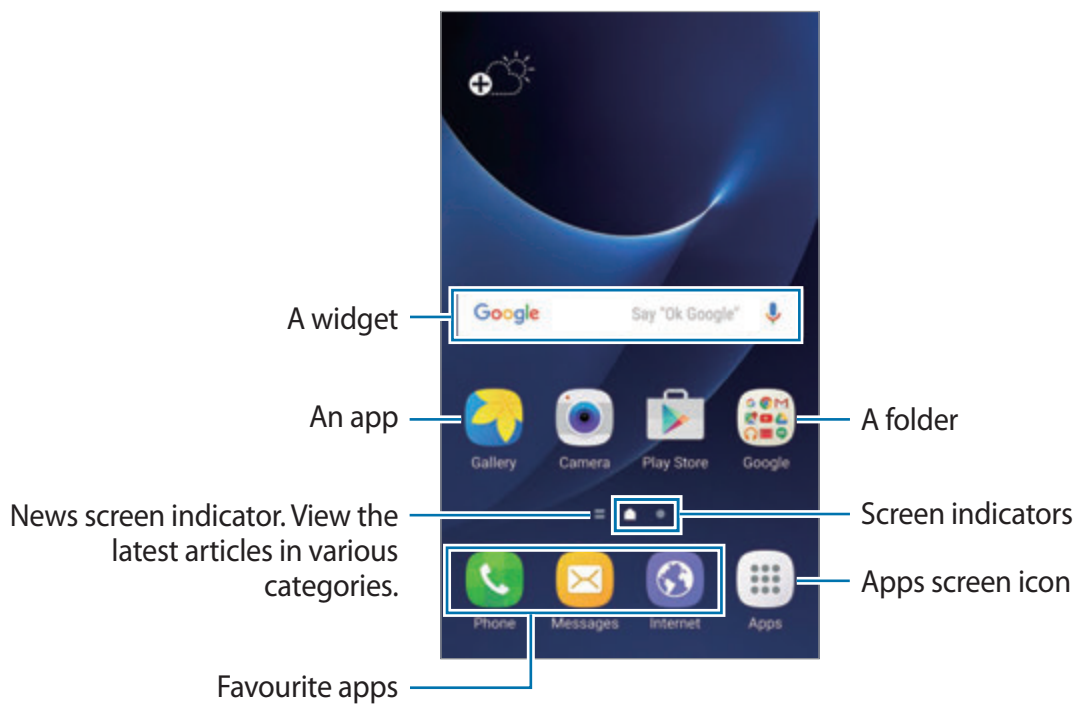 Google Say "Ok Google"
A widget
An app
A folder
Gallery Camera Play Store Google
News screen indicator. View the
latest articles in various
categories.
Screen indicators
Apps screen icon
Phone Messages Internet Apps
Favourite apps